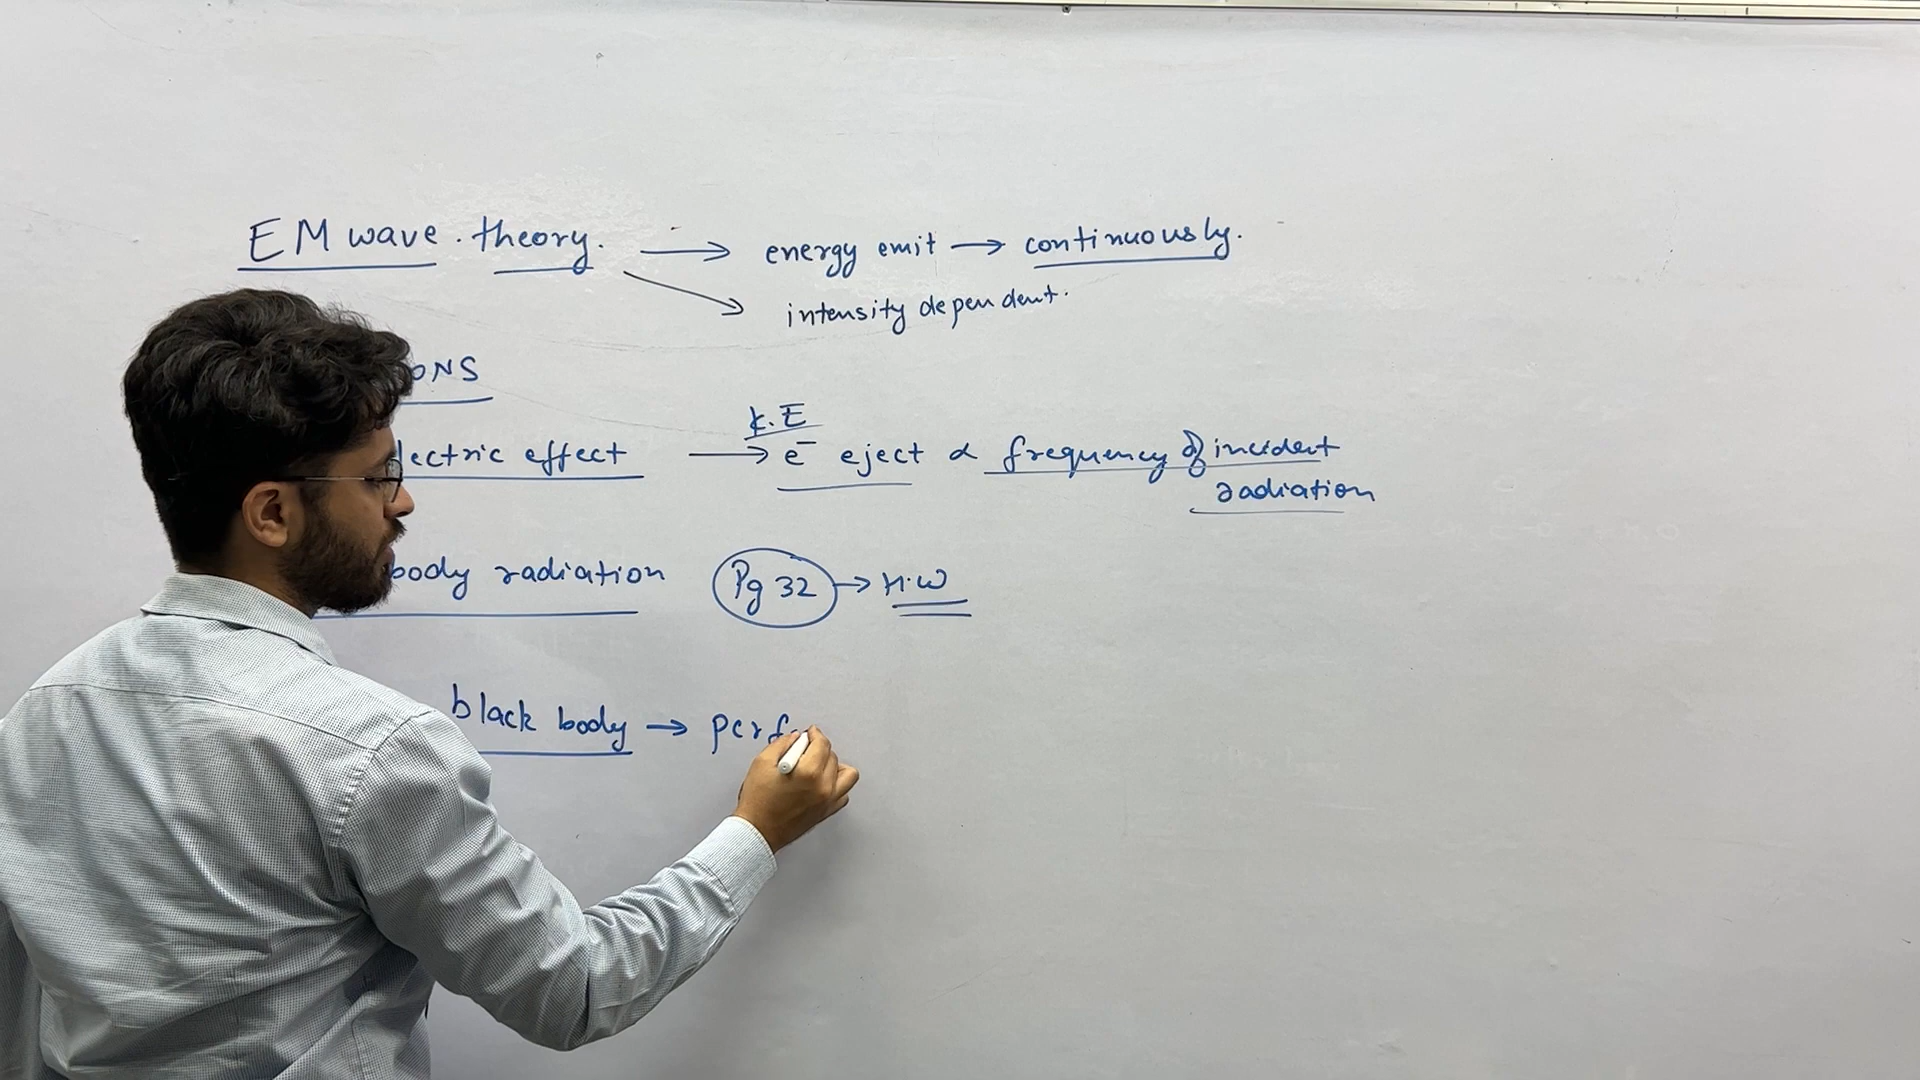 EM wave theory. → energy emit → continuously.
→ intensity dependent.
ONS
K.E
lectric effect → e⁻ eject ∝ frequency of incident
radiation
body radiation Pg 32 → H.W
black body → perf